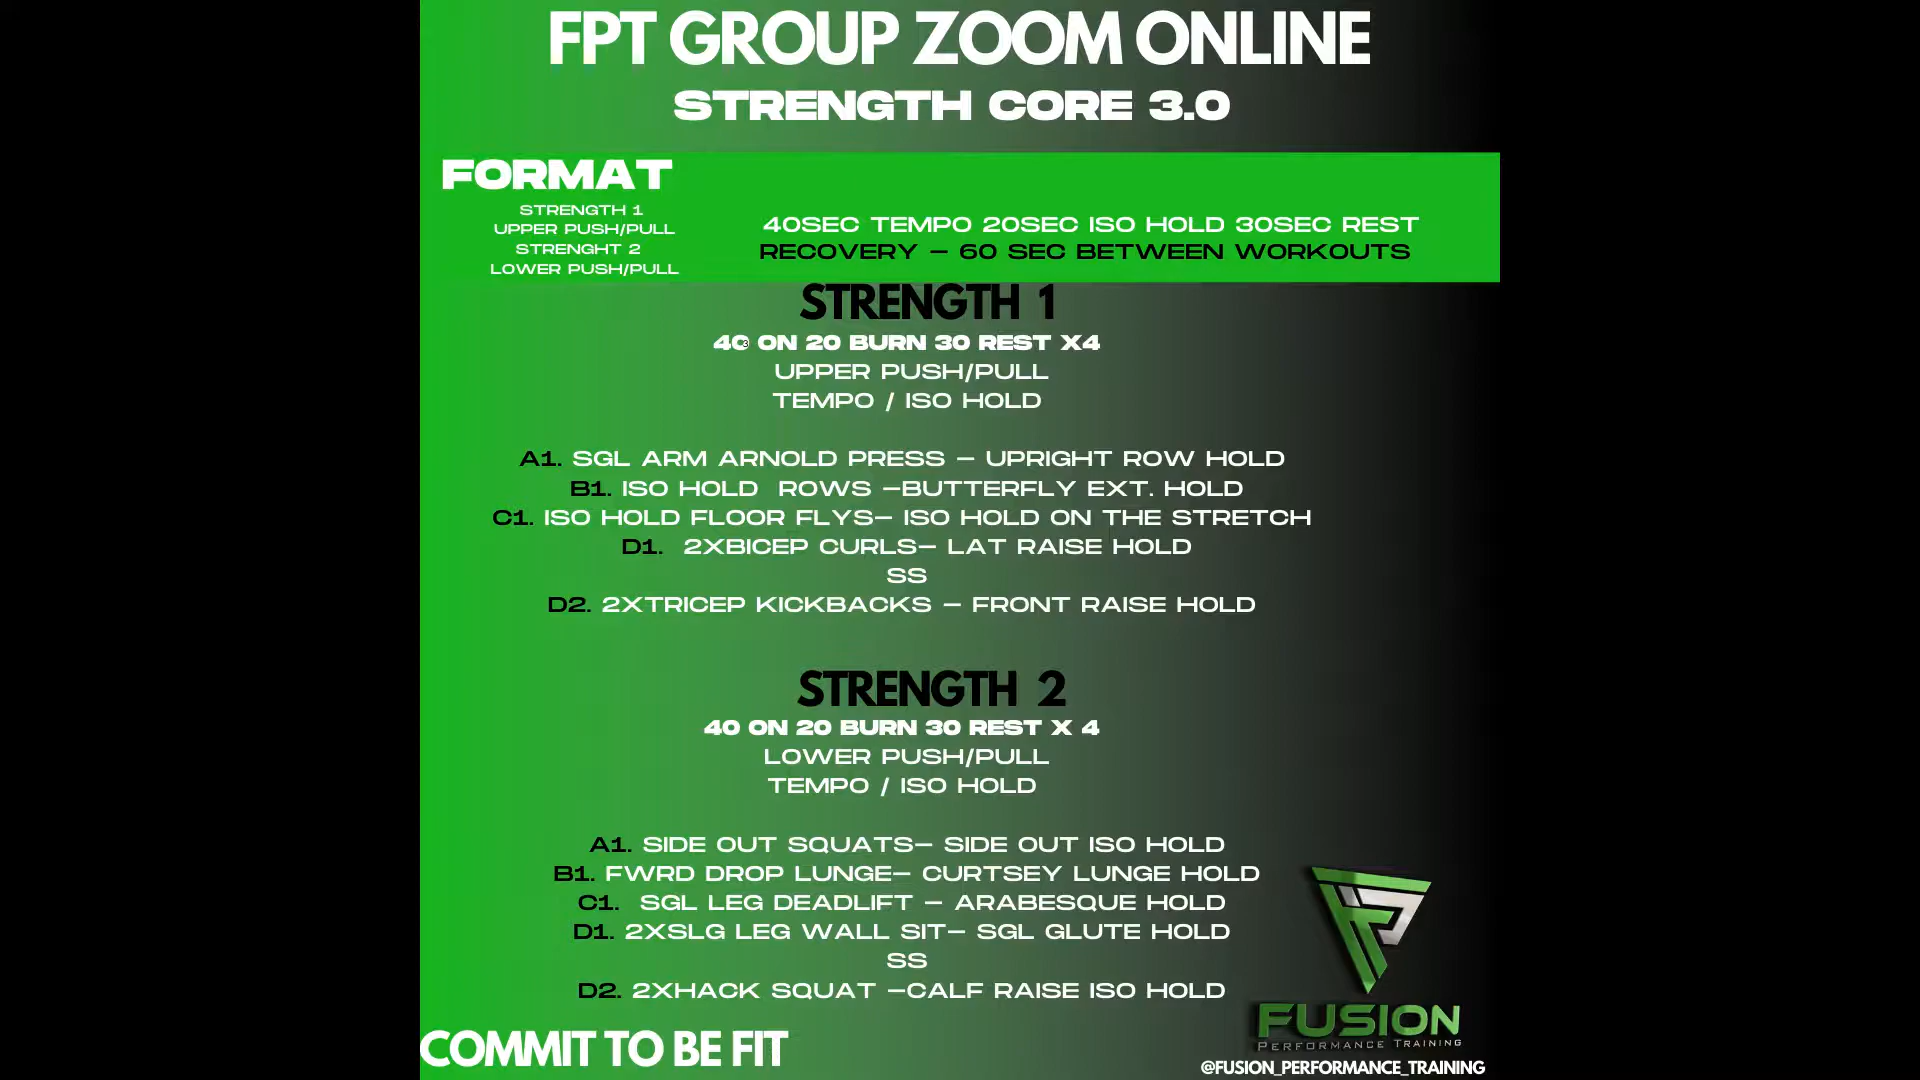 FPT GROUP ZOOM ONLINE
STRENGTH CORE 3.0
FORMAT
STRENGTH 1
UPPER PUSH/PULL
STRENGHT 2
LOWER PUSH/PULL
40SEC TEMPO 20SEC ISO HOLD 30SEC REST
RECOVERY – 60 SEC BETWEEN WORKOUTS
STRENGTH 1
40 ON 20 BURN 30 REST X4
UPPER PUSH/PULL
TEMPO / ISO HOLD
A1. SGL ARM ARNOLD PRESS – UPRIGHT ROW HOLD
B1. ISO HOLD ROWS –BUTTERFLY EXT. HOLD
C1. ISO HOLD FLOOR FLYS– ISO HOLD ON THE STRETCH
D1. 2XBICEP CURLS– LAT RAISE HOLD
SS
D2. 2XTRICEP KICKBACKS – FRONT RAISE HOLD
STRENGTH 2
40 ON 20 BURN 30 REST X 4
LOWER PUSH/PULL
TEMPO / ISO HOLD
A1. SIDE OUT SQUATS– SIDE OUT ISO HOLD
B1. FWRD DROP LUNGE– CURTSEY LUNGE HOLD
C1. SGL LEG DEADLIFT – ARABESQUE HOLD
D1. 2XSLG LEG WALL SIT– SGL GLUTE HOLD
SS
D2. 2XHACK SQUAT –CALF RAISE ISO HOLD
COMMIT TO BE FIT
FUSION
PERFORMANCE TRAINING
@FUSION_PERFORMANCE_TRAINING